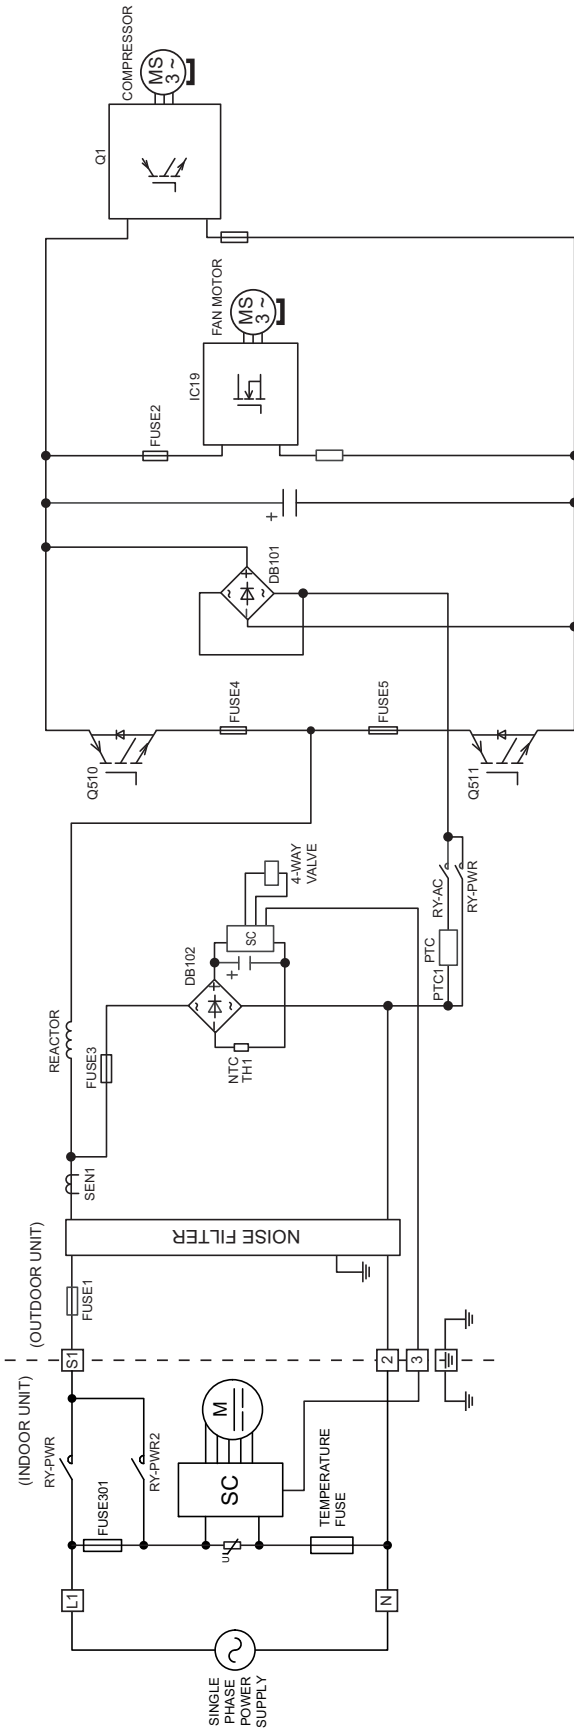 SINGLE
PHASE
POWER
SUPPLY
L1
N
(INDOOR UNIT)
RY-PWR
FUSE301
RY-PWR2
SC
M
U
TEMPERATURE
FUSE
S1
2
3
(OUTDOOR UNIT)
FUSE1
NOISE FILTER
SEN1
REACTOR
FUSE3
DB102
+
−
~
~
+
NTC
TH1
SC
4-WAY
VALVE
PTC1
PTC
RY-AC
RY-PWR
Q510
FUSE4
FUSE5
Q511
DB101
+
−
~
~
+
FUSE2
IC19
FAN MOTOR
MS
3 ~
Q1
COMPRESSOR
MS
3 ~